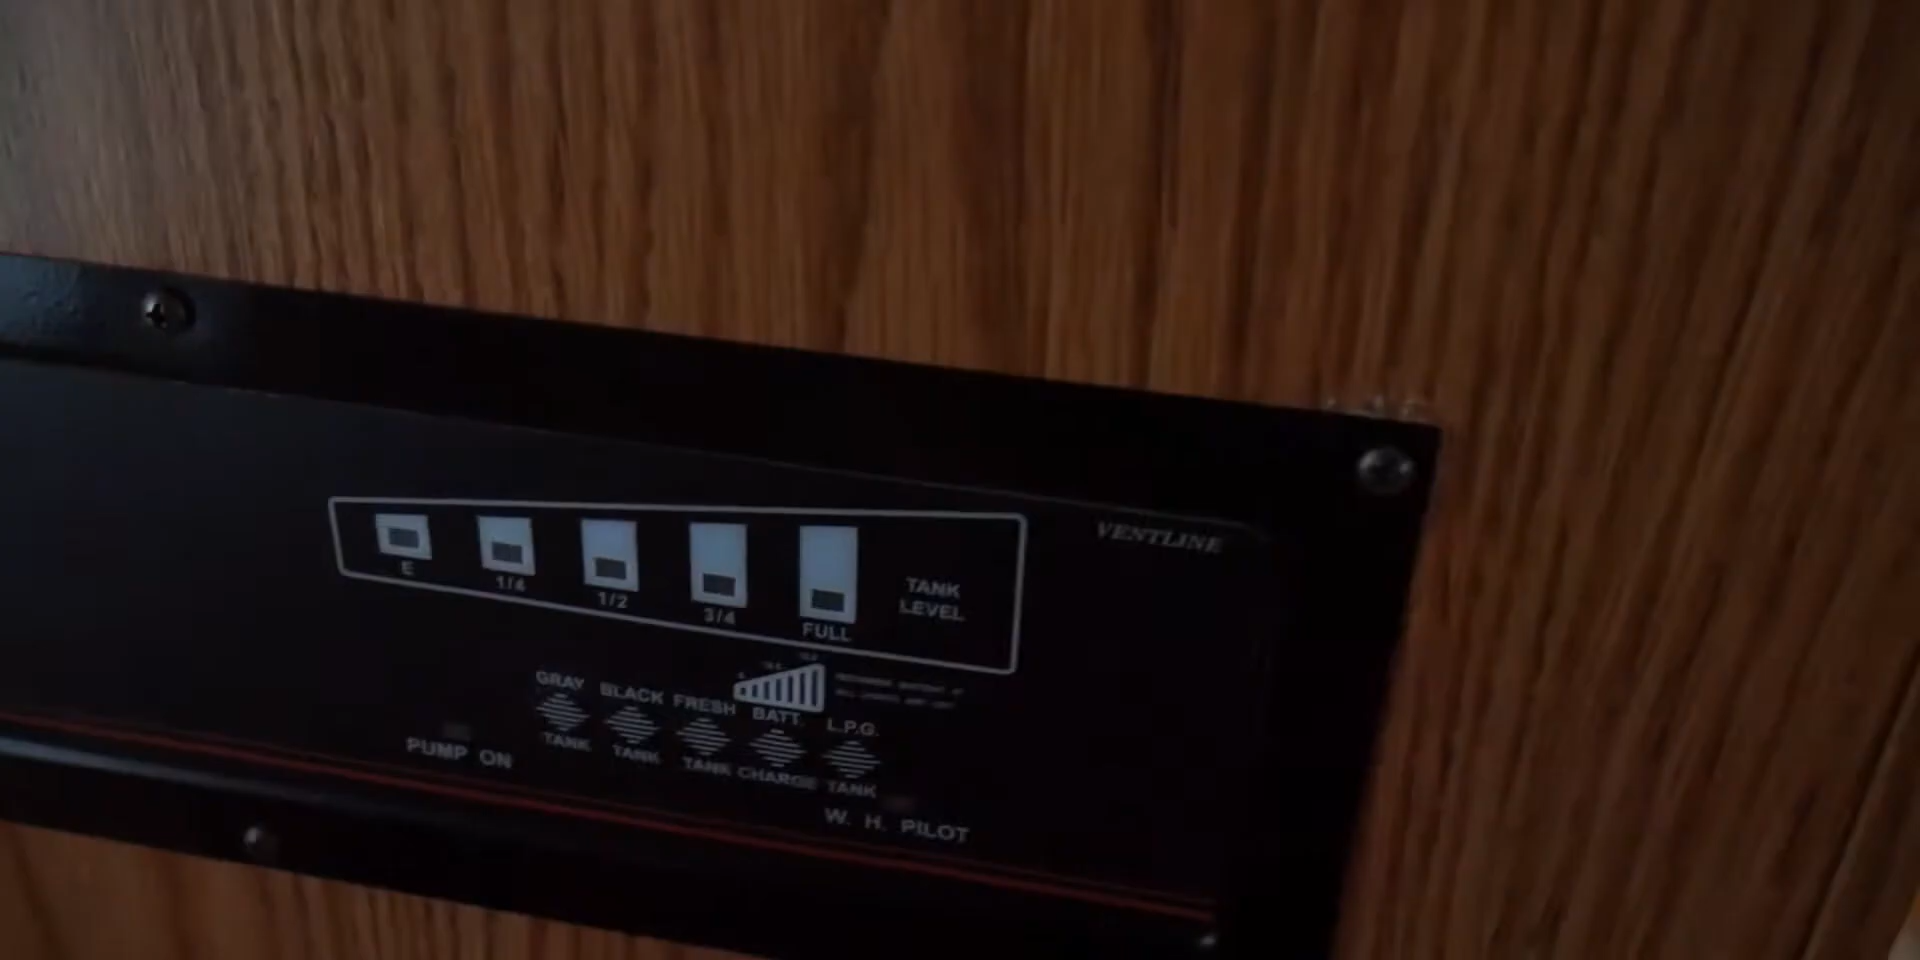 VENTLINE
E 1/4 1/2 3/4 FULL
TANK
LEVEL
GRAY BLACK FRESH BATT. L.P.G.
TANK TANK TANK CHARGE TANK
PUMP ON
W. H. PILOT